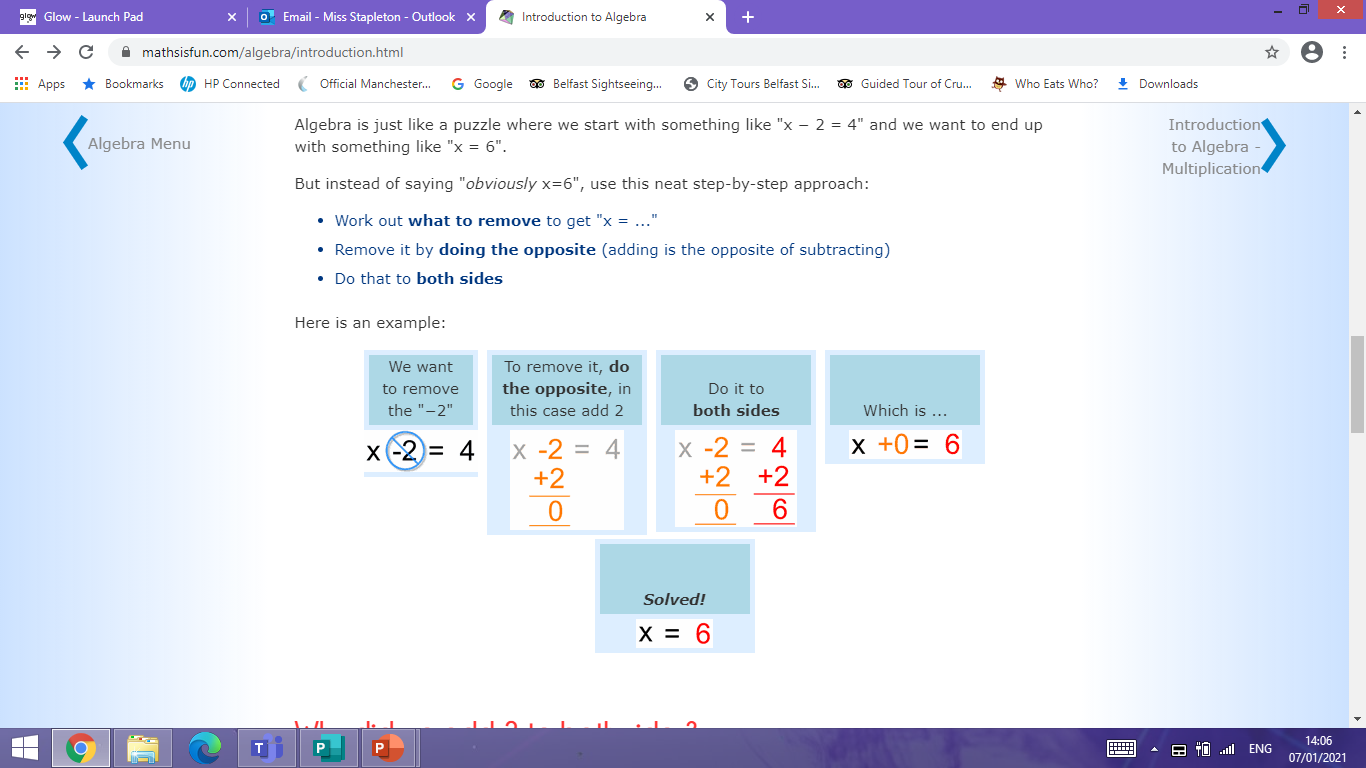 glow Glow - Launch Pad
Email - Miss Stapleton - Outlook
Introduction to Algebra
mathsisfun.com/algebra/introduction.html
Apps
Bookmarks
HP Connected
Official Manchester...
Google
Belfast Sightseeing...
City Tours Belfast Si...
Guided Tour of Cru...
Who Eats Who?
Downloads
Algebra Menu
Introduction
to Algebra -
Multiplication
Algebra is just like a puzzle where we start with something like "x − 2 = 4" and we want to end up
with something like "x = 6".
But instead of saying "obviously x=6", use this neat step-by-step approach:
• Work out what to remove to get "x = ..."
• Remove it by doing the opposite (adding is the opposite of subtracting)
• Do that to both sides
Here is an example:
We want
to remove
the "−2"
x -2 = 4
To remove it, do
the opposite, in
this case add 2
x -2 = 4
+2
0
Do it to
both sides
x -2 = 4
+2 +2
0 6
Which is ...
x +0 = 6
Solved!
x = 6
ENG
14:06
07/01/2021